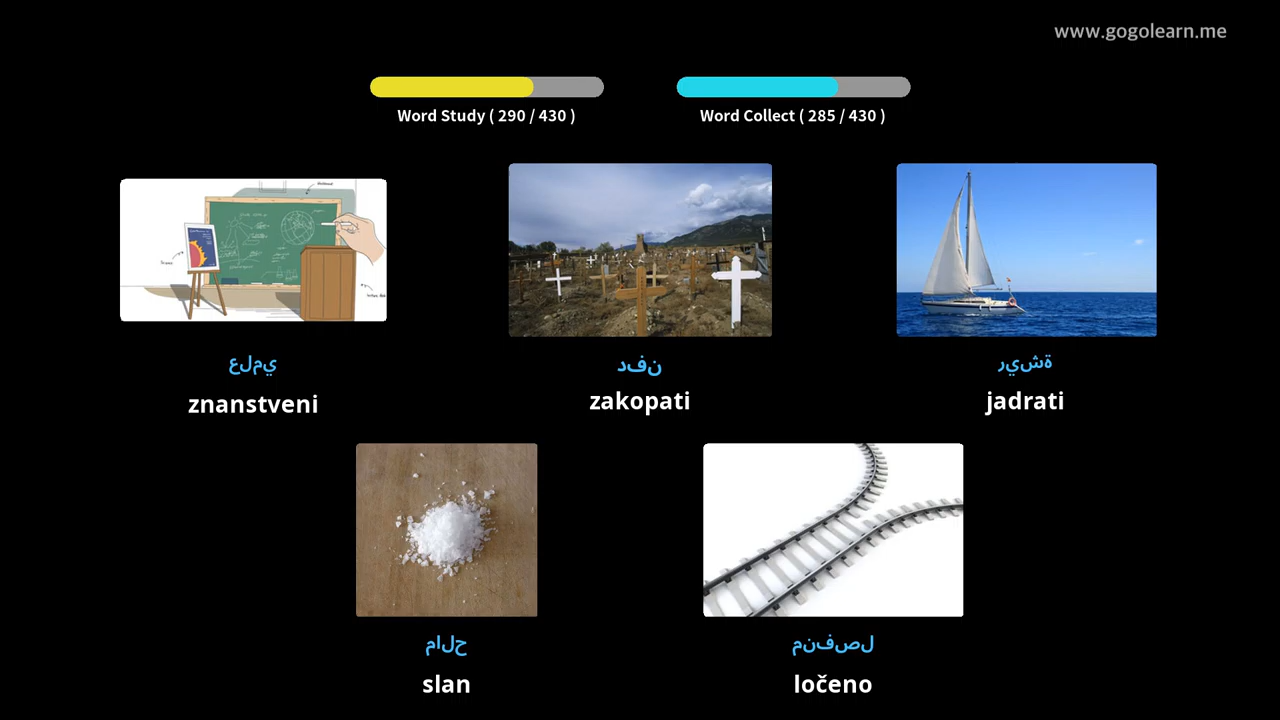 www.gogolearn.me
Word Study ( 290 / 430 )
Word Collect ( 285 / 430 )
علمي
znanstveni
دفن
zakopati
ريشة
jadrati
مالح
slan
منفصل
ločeno